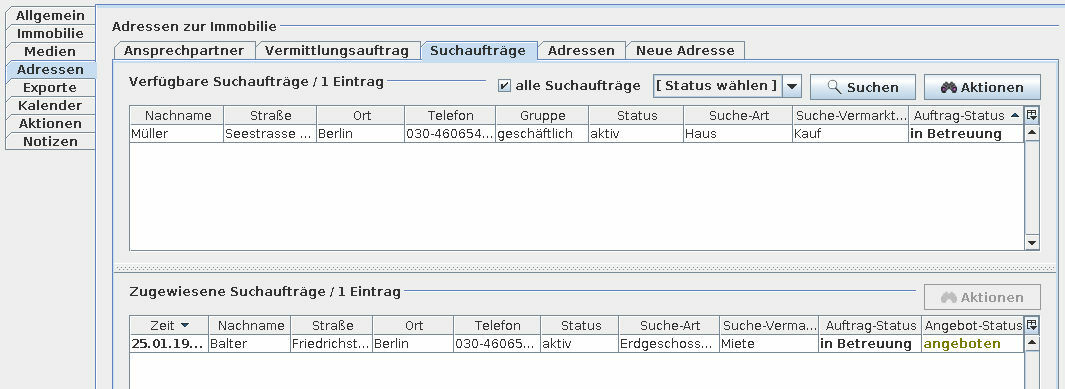 Allgemein
Immobilie
Medien
Adressen
Exporte
Kalender
Aktionen
Notizen
Adressen zur Immobilie
Ansprechpartner Vermittlungsauftrag Suchaufträge Adressen Neue Adresse
Verfügbare Suchaufträge / 1 Eintrag alle Suchaufträge [ Status wählen ] Suchen Aktionen
Nachname Straße Ort Telefon Gruppe Status Suche-Art Suche-Vermarkt... Auftrag-Status
Müller Seestrasse ... Berlin 030-460654... geschäftlich aktiv Haus Kauf in Betreuung
Zugewiesene Suchaufträge / 1 Eintrag Aktionen
Zeit Nachname Straße Ort Telefon Status Suche-Art Suche-Verma... Auftrag-Status Angebot-Status
25.01.19... Balter Friedrichst... Berlin 030-46065... aktiv Erdgeschoss... Miete in Betreuung angeboten